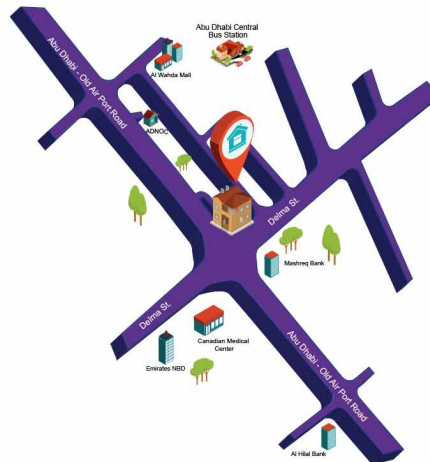 Abu Dhabi Central
Bus Station
Al Wahda Mall
Abu Dhabi - Old Air Port Road
ADNOC
Delma St.
Mashreq Bank
Delma St.
Canadian Medical
Center
Emirates NBD
Abu Dhabi - Old Air Port Road
Al Hilal Bank